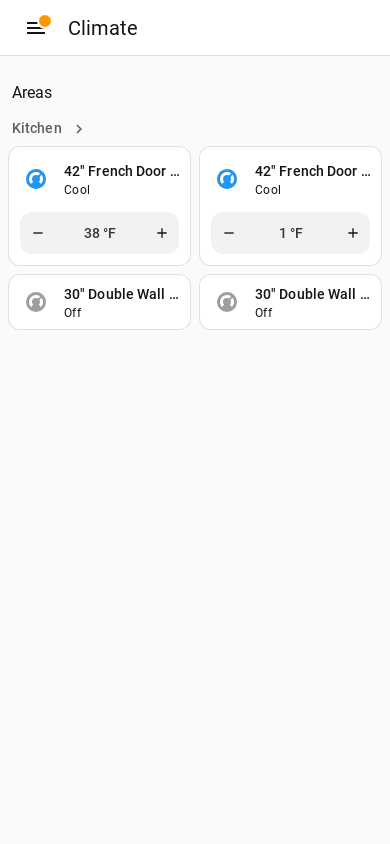 Climate
Areas
Kitchen
42" French Door ...
Cool
38 °F
42" French Door ...
Cool
1 °F
30" Double Wall ...
Off
30" Double Wall ...
Off